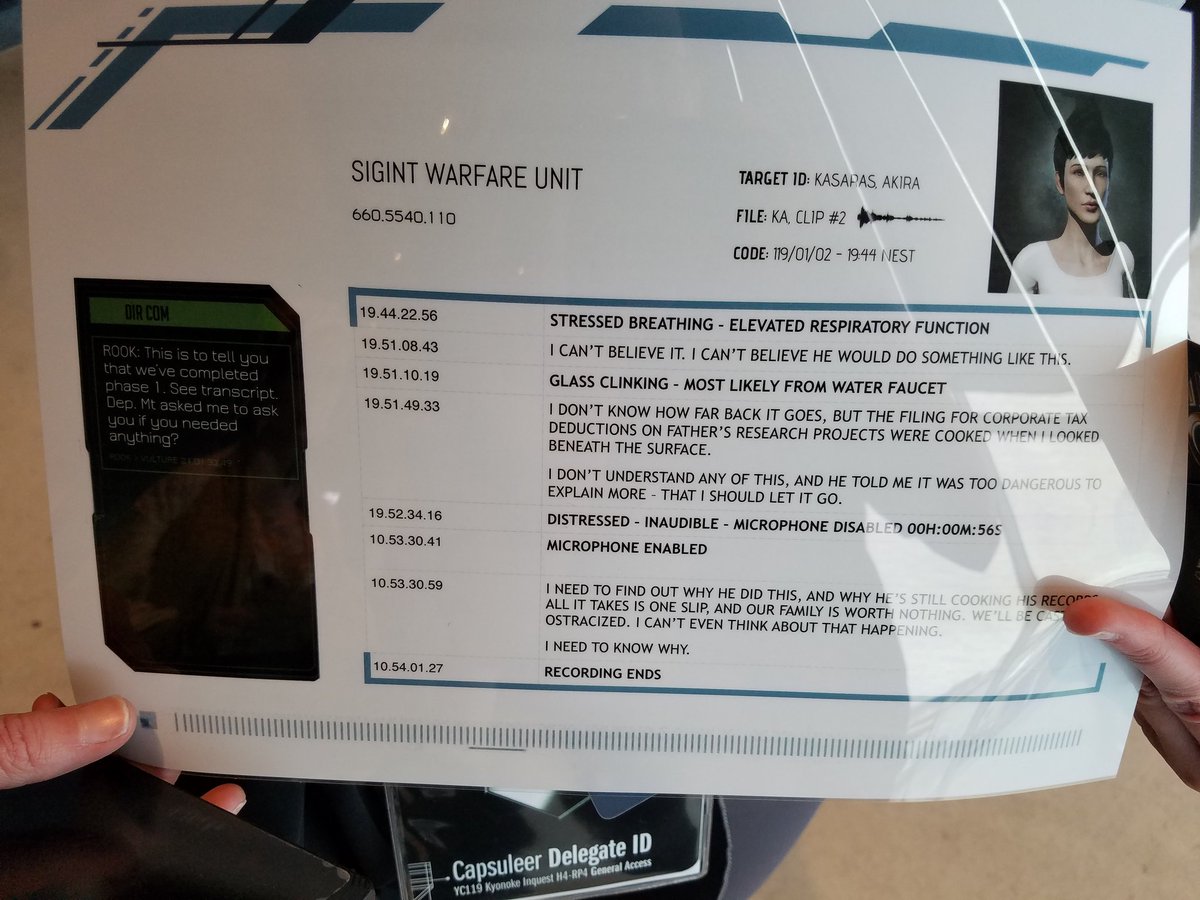 SIGINT WARFARE UNIT
660.5540.110
TARGET ID: KASAPAS, AKIRA
FILE: KA, CLIP #2
CODE: 119/01/02 - 19:44 NEST
DIR COM
ROOK: This is to tell you
that we've completed
phase 1. See transcript.
Dep. Mt asked me to ask
you if you needed
anything?
19.44.22.56 STRESSED BREATHING - ELEVATED RESPIRATORY FUNCTION
19.51.08.43 I CAN'T BELIEVE IT. I CAN'T BELIEVE HE WOULD DO SOMETHING LIKE THIS.
19.51.10.19 GLASS CLINKING - MOST LIKELY FROM WATER FAUCET
19.51.49.33 I DON'T KNOW HOW FAR BACK IT GOES, BUT THE FILING FOR CORPORATE TAX
DEDUCTIONS ON FATHER'S RESEARCH PROJECTS WERE COOKED WHEN I LOOKED
BENEATH THE SURFACE.
I DON'T UNDERSTAND ANY OF THIS, AND HE TOLD ME IT WAS TOO DANGEROUS TO
EXPLAIN MORE - THAT I SHOULD LET IT GO.
19.52.34.16 DISTRESSED - INAUDIBLE - MICROPHONE DISABLED 00H:00M:56S
10.53.30.41 MICROPHONE ENABLED
10.53.30.59 I NEED TO FIND OUT WHY HE DID THIS, AND WHY HE'S STILL COOKING HIS RECORDS
ALL IT TAKES IS ONE SLIP, AND OUR FAMILY IS WORTH NOTHING. WE'LL BE
OSTRACIZED. I CAN'T EVEN THINK ABOUT THAT HAPPENING.
I NEED TO KNOW WHY.
10.54.01.27 RECORDING ENDS
Capsuleer Delegate ID
YC119 Kyonoke Inquest H4-RP4 General Access